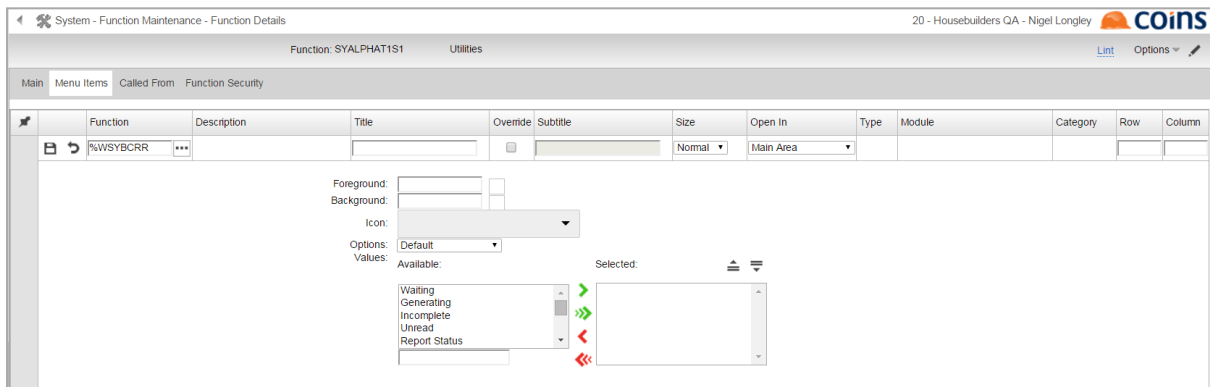 System - Function Maintenance - Function Details 20 - Housebuilders QA - Nigel Longley coins
Function: SYALPHAT1S1 Utilities Lint Options
Main Menu Items Called From Function Security
Function Description Title Override Subtitle Size Open In Type Module Category Row Column
%WSYBCRR Normal Main Area
Foreground:
Background:
Icon:
Options: Default
Values: Available: Selected:
Waiting
Generating
Incomplete
Unread
Report Status